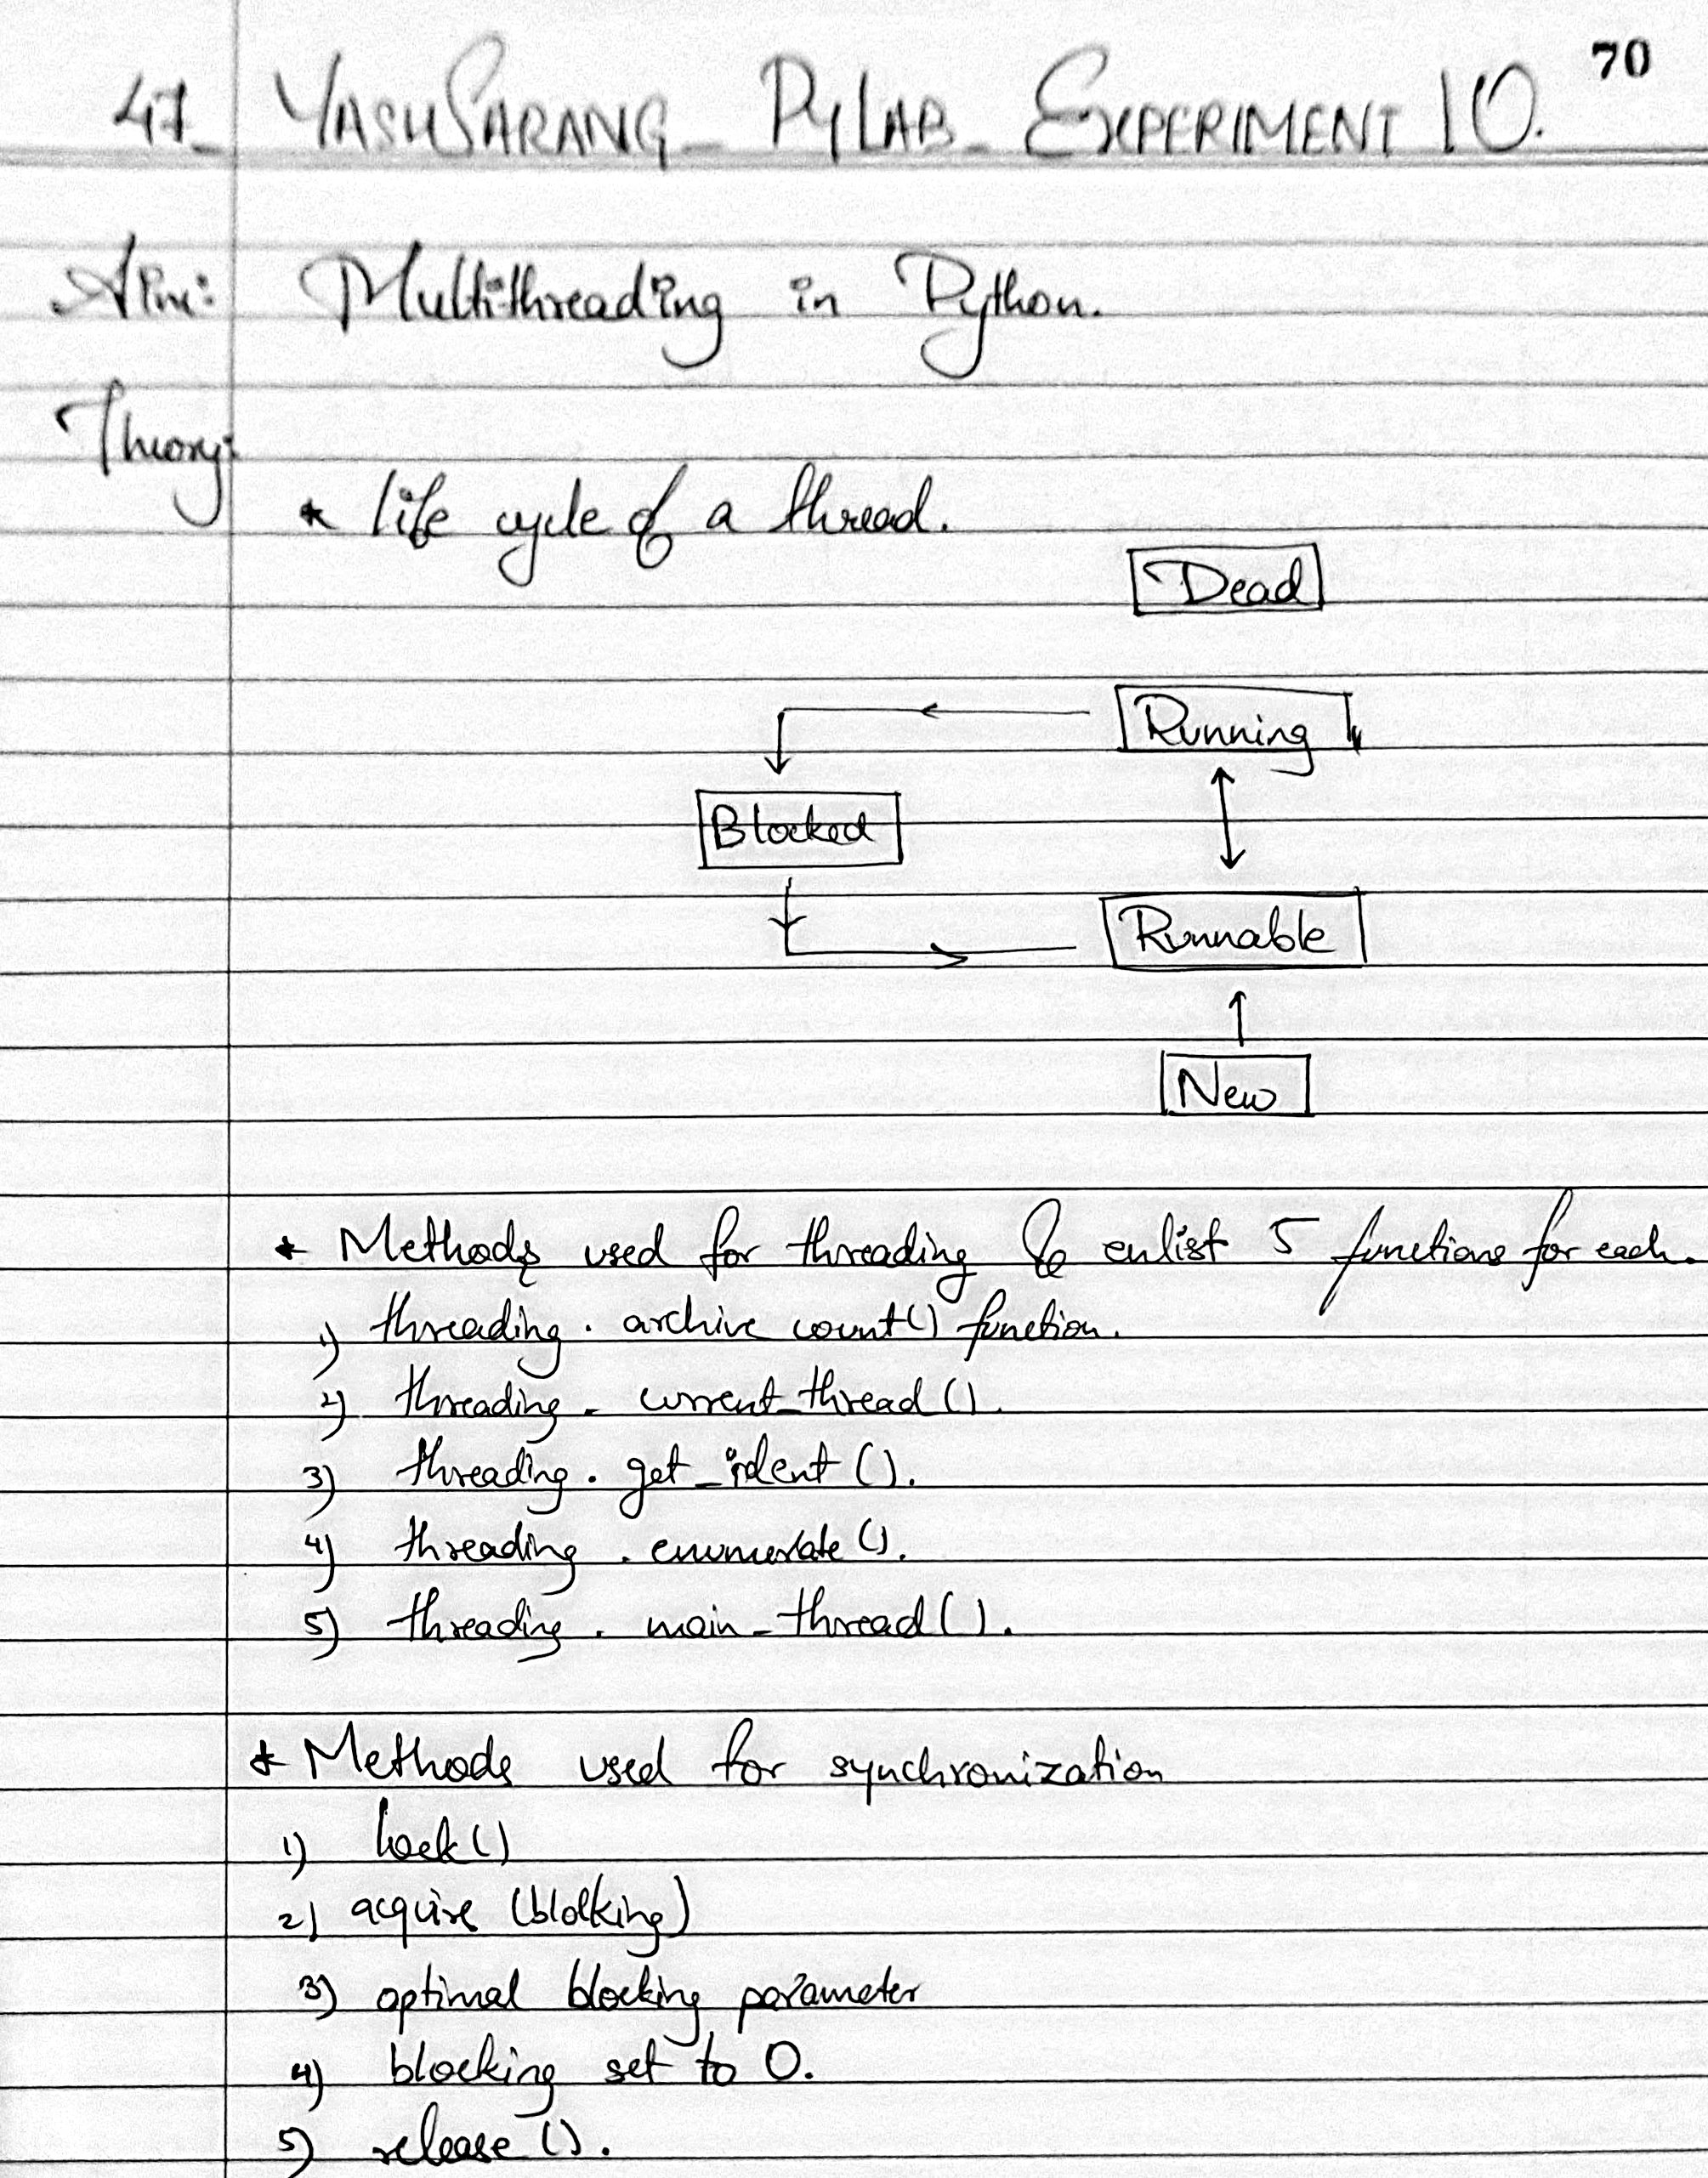 70
47_ YASHSARANG_ PYLAB_ EXPERIMENT 10.
Aim: Multithreading in Python.
Theory:
* life cycle of a thread.
Dead
Running
Blocked
Runnable
New
* Methods used for threading & enlist 5 functions for each.
1) threading . archive count() function.
2) threading . current_thread().
3) threading . get_ident().
4) threading . enumerate().
5) threading . main_thread().
* Methods used for synchronization
1) lock()
2) acquire (blocking)
3) optimal blocking parameter
4) blocking set to 0.
5) release().